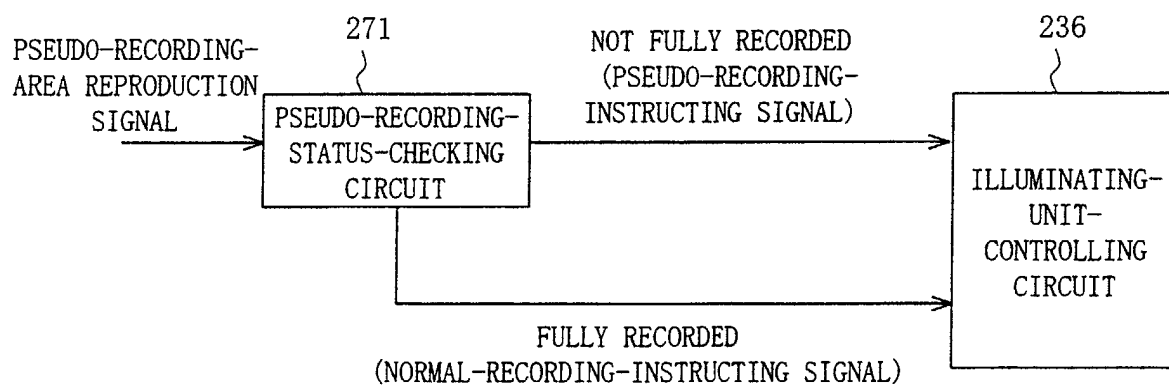 271
236
PSEUDO-RECORDING-
AREA REPRODUCTION
SIGNAL
PSEUDO-RECORDING-
STATUS-CHECKING
CIRCUIT
NOT FULLY RECORDED
(PSEUDO-RECORDING-
INSTRUCTING SIGNAL)
ILLUMINATING-
UNIT-
CONTROLLING
CIRCUIT
FULLY RECORDED
(NORMAL-RECORDING-INSTRUCTING SIGNAL)